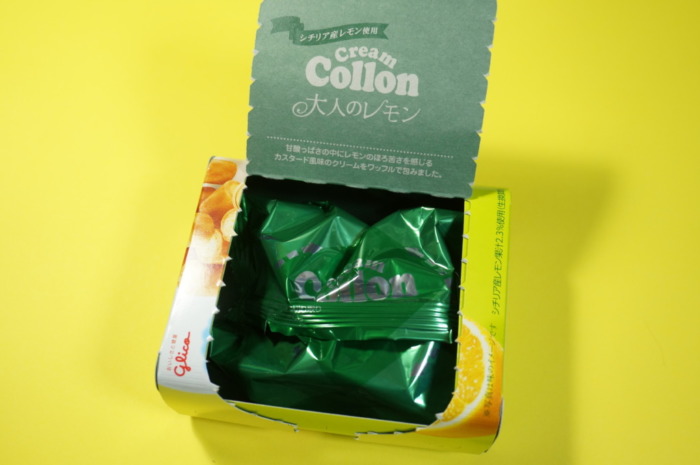 シチリア産レモン使用
Cream
Collon
大人のレモン
甘酸っぱさの中にレモンのほろ苦さを感じる
カスタード風味のクリームをワッフルで包みました。
Cream
Collon
glico
シチリア産レモン果汁2.3%使用